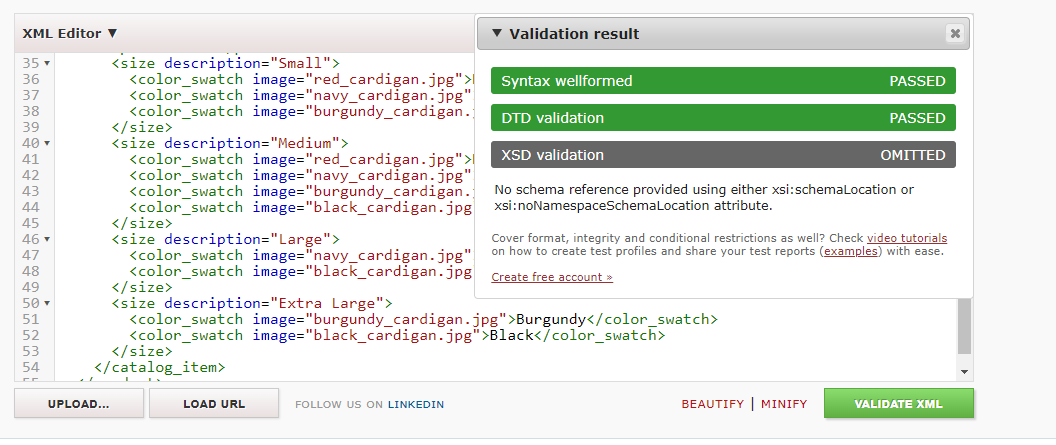 XML Editor ▼
35 ▾ <size description="Small">
36 <color_swatch image="red_cardigan.jpg">
37 <color_swatch image="navy_cardigan.jpg"
38 <color_swatch image="burgundy_cardigan.
39 </size>
40 ▾ <size description="Medium">
41 <color_swatch image="red_cardigan.jpg">
42 <color_swatch image="navy_cardigan.jpg"
43 <color_swatch image="burgundy_cardigan.
44 <color_swatch image="black_cardigan.jpg
45 </size>
46 ▾ <size description="Large">
47 <color_swatch image="navy_cardigan.jpg"
48 <color_swatch image="black_cardigan.jpg
49 </size>
50 ▾ <size description="Extra Large">
51 <color_swatch image="burgundy_cardigan.jpg">Burgundy</color_swatch>
52 <color_swatch image="black_cardigan.jpg">Black</color_swatch>
53 </size>
54 </catalog_item>
▼ Validation result
Syntax wellformed PASSED
DTD validation PASSED
XSD validation OMITTED
No schema reference provided using either xsi:schemaLocation or
xsi:noNamespaceSchemaLocation attribute.
Cover format, integrity and conditional restrictions as well? Check video tutorials
on how to create test profiles and share your test reports (examples) with ease.
Create free account »
UPLOAD... LOAD URL FOLLOW US ON LINKEDIN BEAUTIFY | MINIFY VALIDATE XML